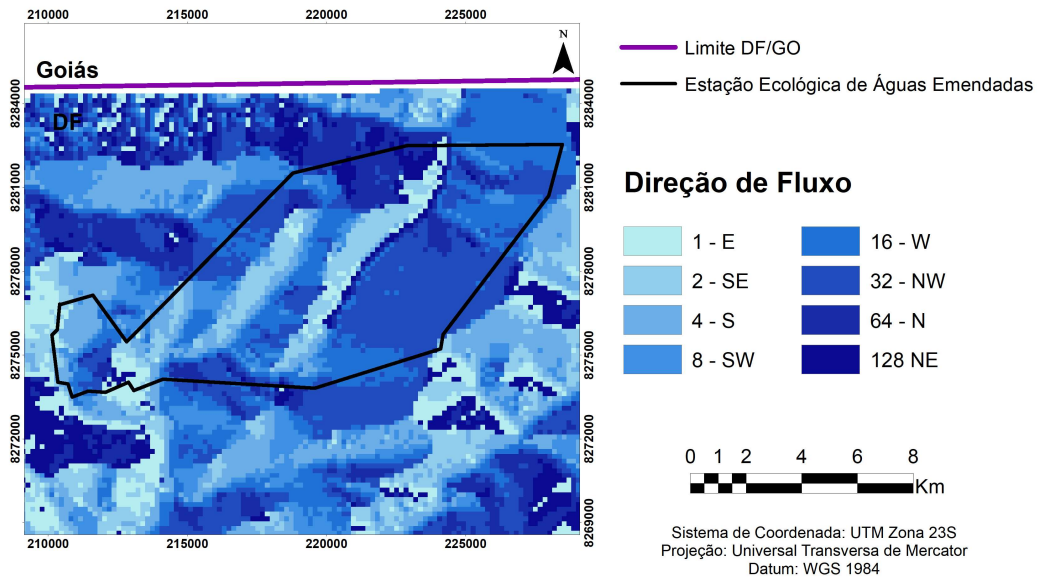 210000 215000 220000 225000
N
Goiás
DF
8284000
8281000
8278000
8275000
8272000
8269000
8284000
8281000
8278000
8275000
8272000
8269000
210000 215000 220000 225000
Limite DF/GO
Estação Ecológica de Águas Emendadas
Direção de Fluxo
1 - E
2 - SE
4 - S
8 - SW
16 - W
32 - NW
64 - N
128 NE
0 1 2 4 6 8
Km
Sistema de Coordenada: UTM Zona 23S
Projeção: Universal Transversa de Mercator
Datum: WGS 1984